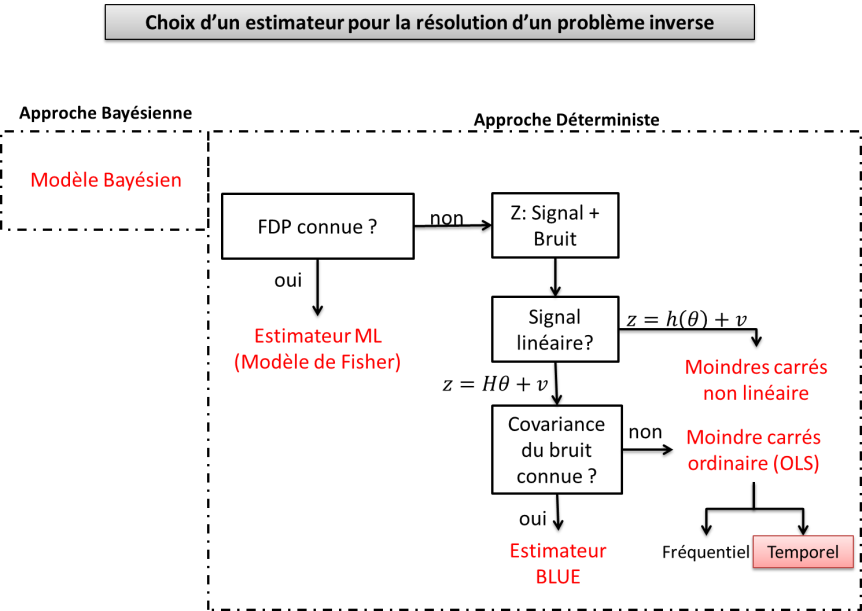 Choix d'un estimateur pour la résolution d'un problème inverse
Approche Bayésienne
Approche Déterministe
Modèle Bayésien
FDP connue ?
non
Z: Signal +
Bruit
oui
Estimateur ML
(Modèle de Fisher)
Signal
linéaire?
z = h(θ) + v
Moindres carrés
non linéaire
z = Hθ + v
Covariance
du bruit
connue ?
non
Moindre carrés
ordinaire (OLS)
oui
Estimateur
BLUE
Fréquentiel
Temporel